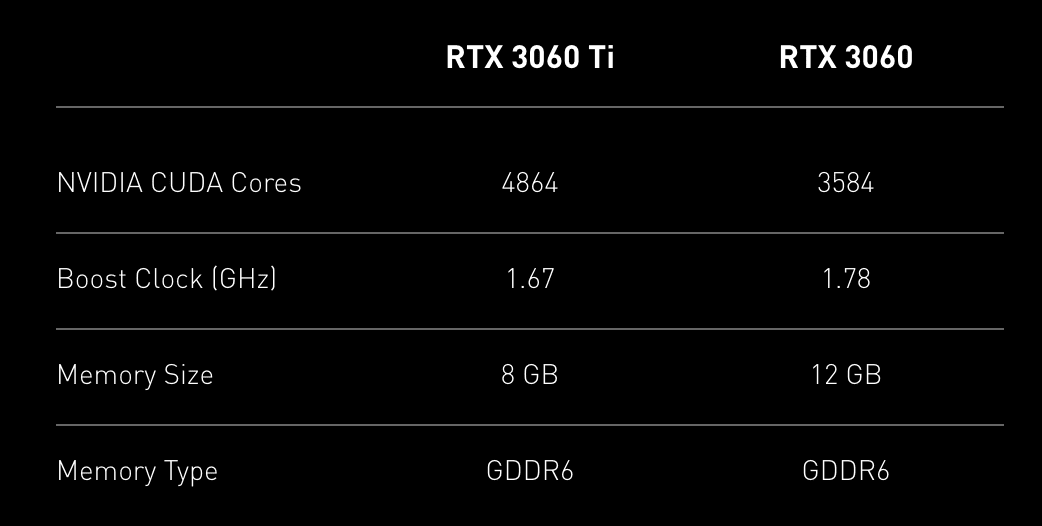 RTX 3060 Ti RTX 3060
NVIDIA CUDA Cores 4864 3584
Boost Clock (GHz) 1.67 1.78
Memory Size 8 GB 12 GB
Memory Type GDDR6 GDDR6